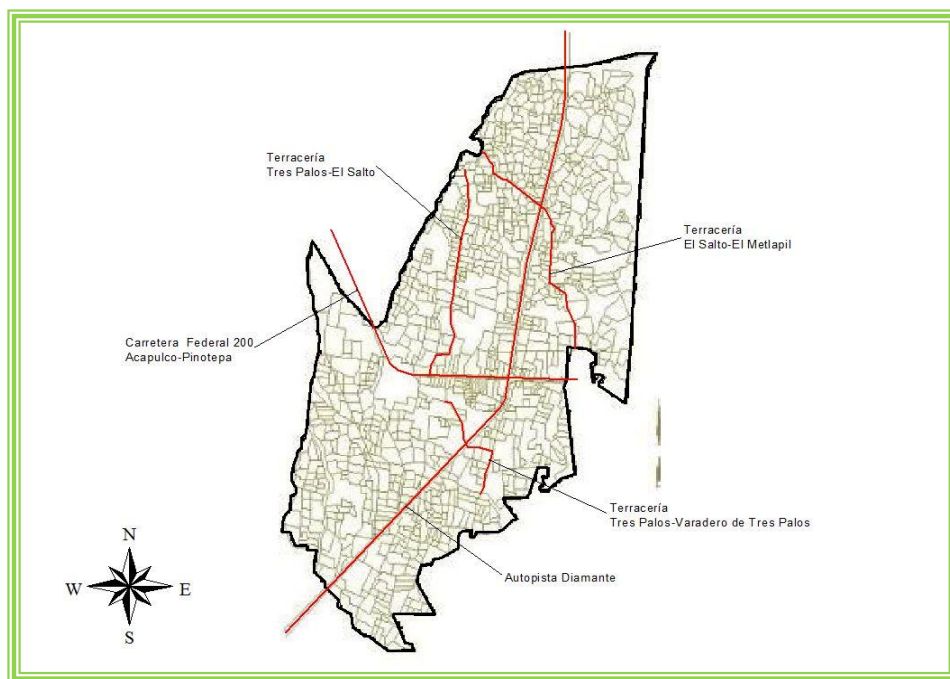 Terracería
Tres Palos-El Salto
Terracería
El Salto-El Metlapil
Carretera  Federal 200
Acapulco-Pinotepa
Terracería
Tres Palos-Varadero de Tres Palos
Autopista Diamante
N
W
E
S